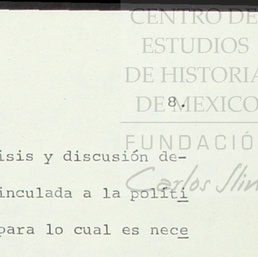 CENTRO DE
ESTUDIOS
DE HISTORIA
DE MEXICO
8.
FUNDACIÓ
Carlos Slim
isis y discusión de-
inculada a la polīti
para lo cual es nece